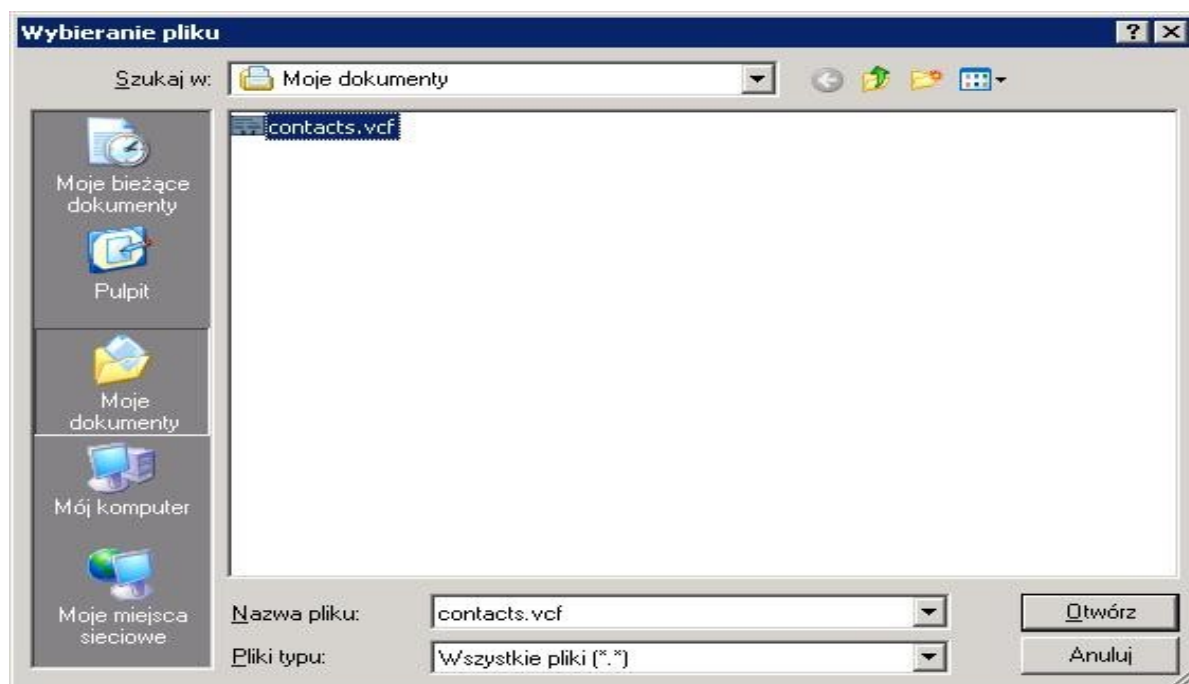 Wybieranie pliku
Szukaj w:
Moje dokumenty
contacts.vcf
Moje bieżące
dokumenty
Pulpit
Moje
dokumenty
Mój komputer
Moje miejsca
sieciowe
Nazwa pliku:
contacts.vcf
Otwórz
Pliki typu:
Wszystkie pliki (*.*)
Anuluj